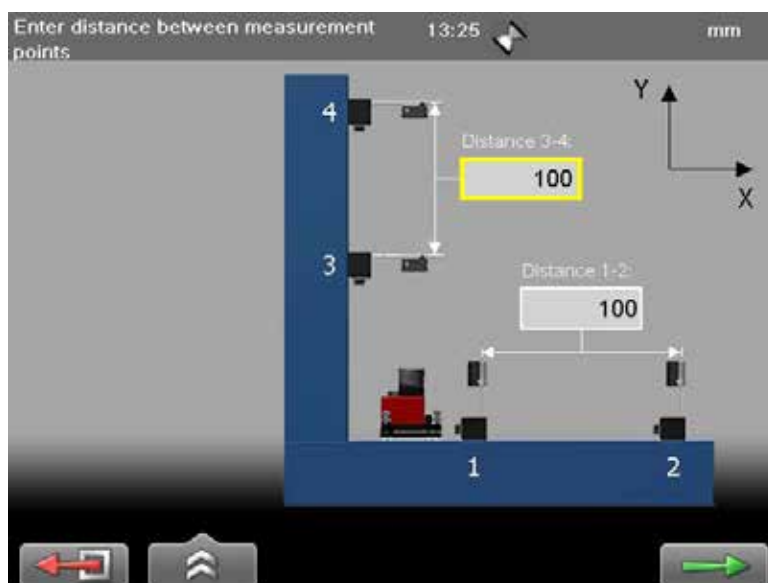 Enter distance between measurement
points
13:25
mm
Y
X
4
Distance 3-4:
100
3
Distance 1-2:
100
1
2